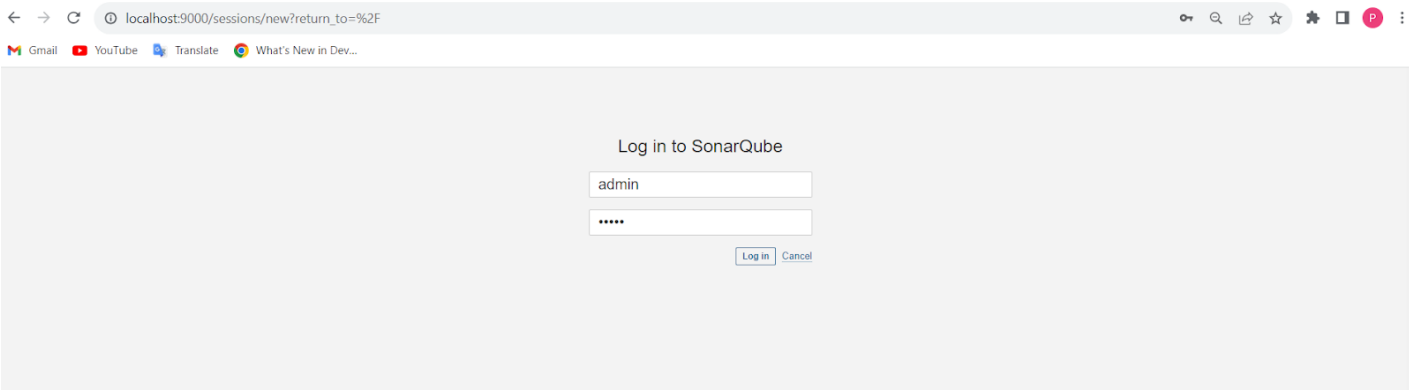 localhost:9000/sessions/new?return_to=%2F
P
Gmail YouTube Translate What's New in Dev...
Log in to SonarQube
admin
•••••
Log in Cancel